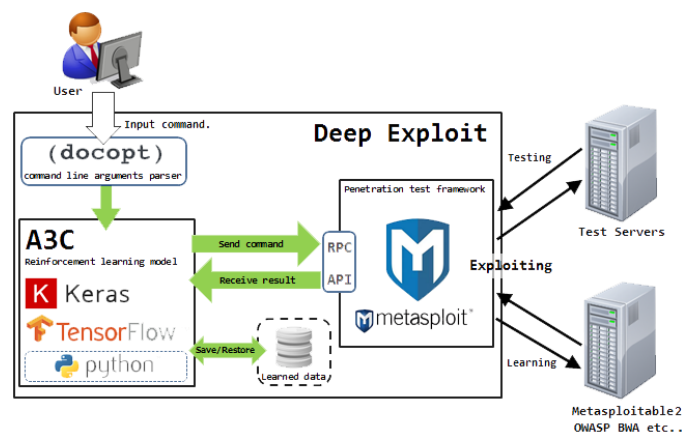 User
Input command.
Deep Exploit
(docopt)
command line arguments parser
Testing
Penetration test framework
Test Servers
A3C
Reinforcement learning model
Send command
RPC
M
Exploiting
K Keras
Receive result
API
TensorFlow
metasploit®
python
Save/Restore
Learned data
Learning
Metasploitable2
OWASP BWA etc..